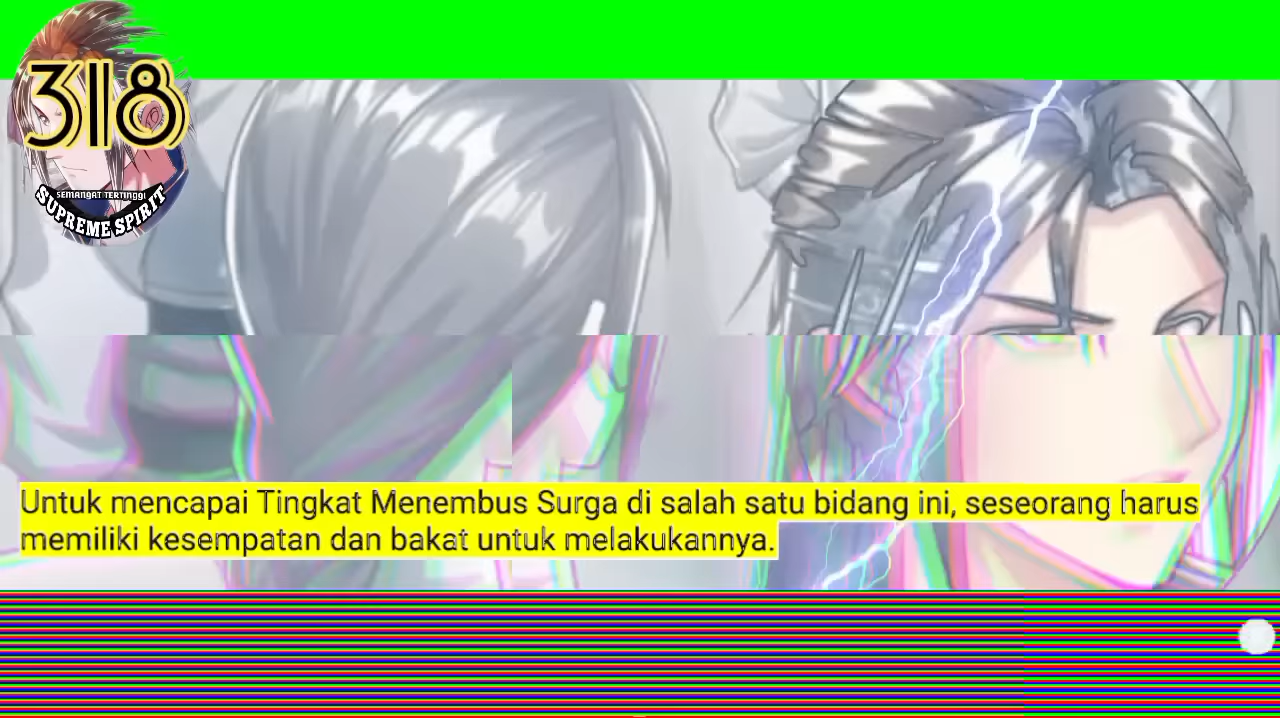 318
SEMANGAT TERTINGGI
SUPREME SPIRIT
Untuk mencapai Tingkat Menembus Surga di salah satu bidang ini, seseorang harus
memiliki kesempatan dan bakat untuk melakukannya.